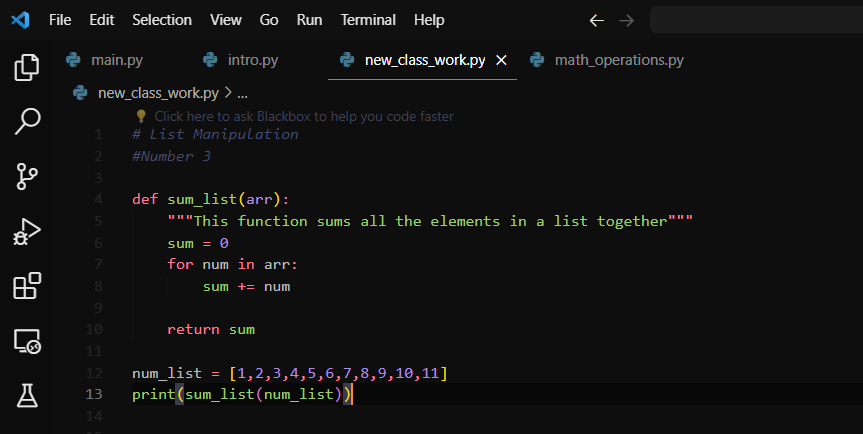 File Edit Selection View Go Run Terminal Help
main.py intro.py new_class_work.py math_operations.py
new_class_work.py > ...
Click here to ask Blackbox to help you code faster
1 # List Manipulation
2 #Number 3
3
4 def sum_list(arr):
5     """This function sums all the elements in a list together"""
6     sum = 0
7     for num in arr:
8         sum += num
9
10     return sum
11
12 num_list = [1,2,3,4,5,6,7,8,9,10,11]
13 print(sum_list(num_list))
14